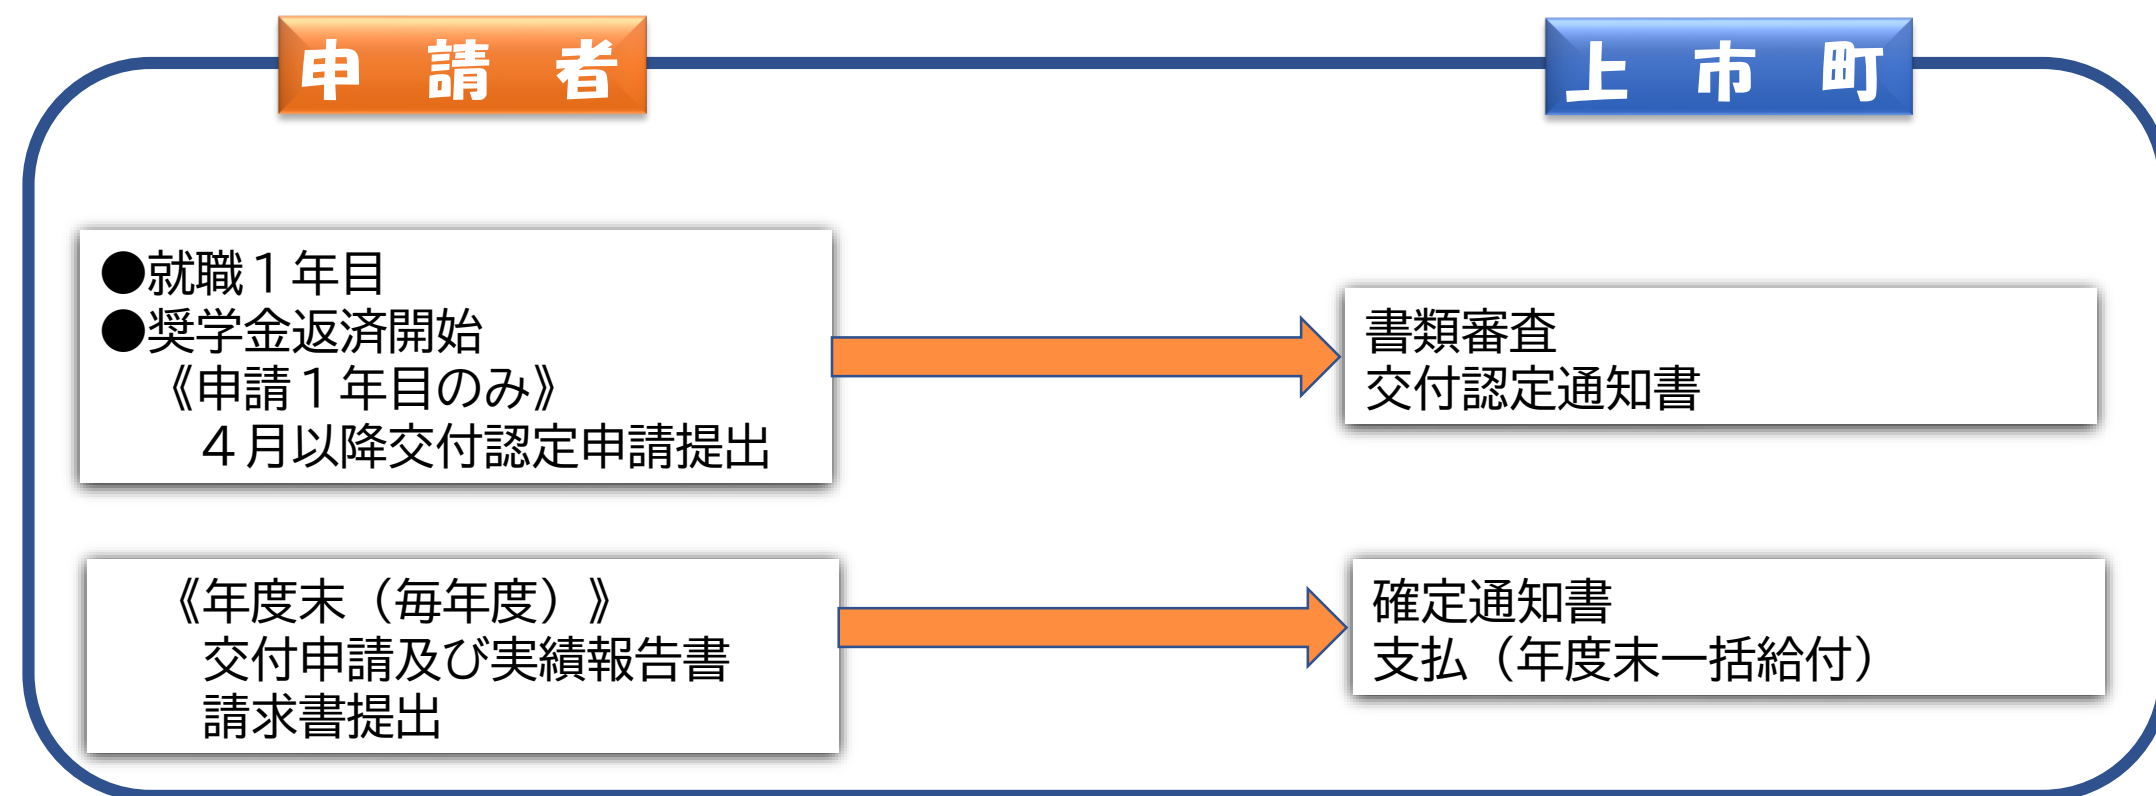 申　請　者
上　市　町
●就職１年目
●奨学金返済開始
《申請１年目のみ》
４月以降交付認定申請提出
書類審査
交付認定通知書
《年度末（毎年度）》
交付申請及び実績報告書
請求書提出
確定通知書
支払（年度末一括給付）